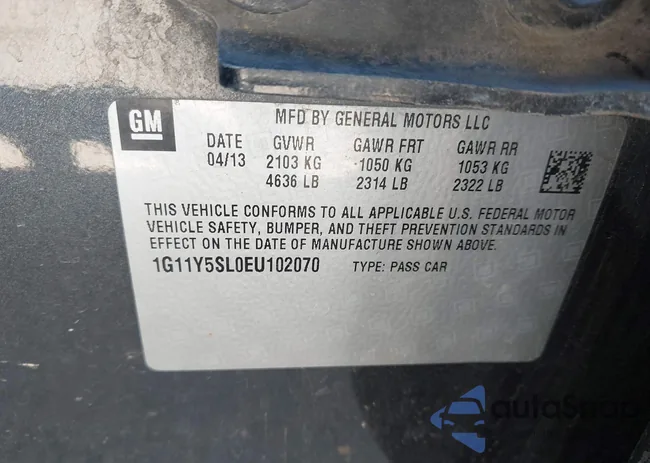 GM
MFD BY GENERAL MOTORS LLC
DATE GVWR GAWR FRT GAWR RR
04/13 2103 KG 1050 KG 1053 KG
4636 LB 2314 LB 2322 LB
THIS VEHICLE CONFORMS TO ALL APPLICABLE U.S. FEDERAL MOTOR
VEHICLE SAFETY, BUMPER, AND THEFT PREVENTION STANDARDS IN
EFFECT ON THE DATE OF MANUFACTURE SHOWN ABOVE.
1G11Y5SL0EU102070 TYPE: PASS CAR